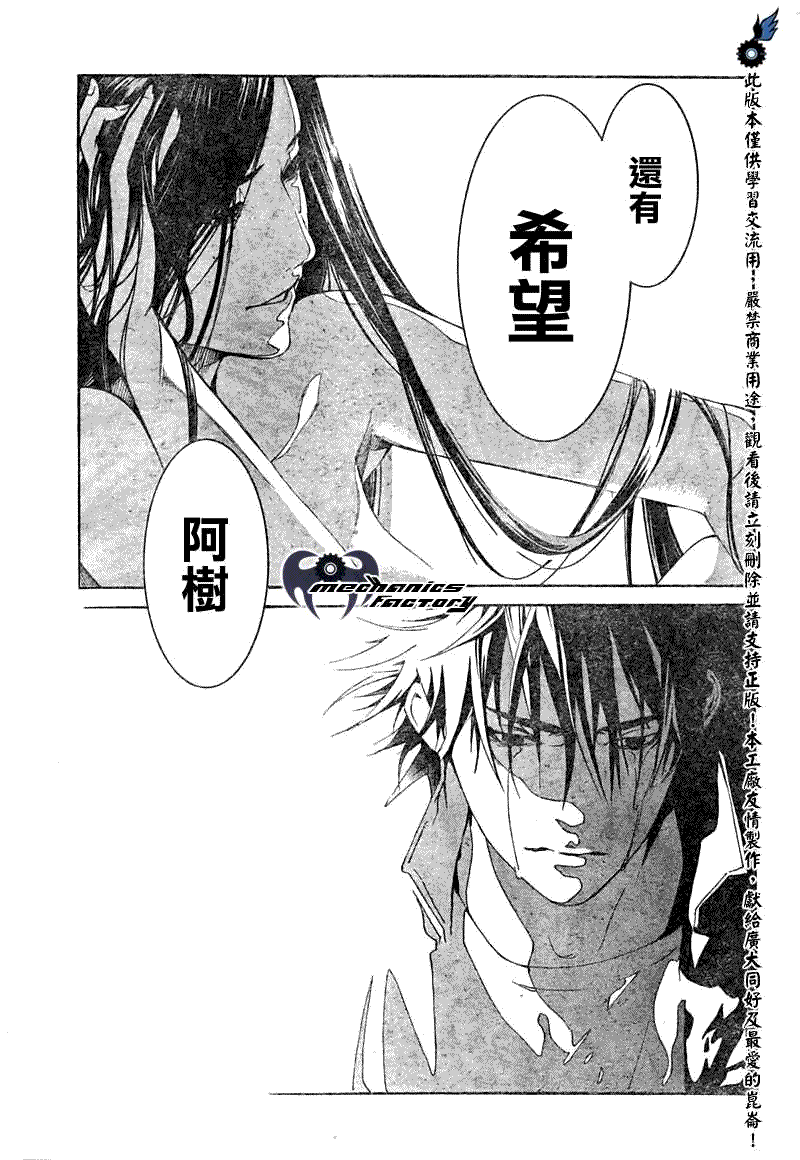 還有
希望
阿樹
mechanics
factory
此版本僅供學習交流用；嚴禁商業用途；觀看後請立刻刪除並請支持正版！本工廠友情製作，獻給廣大同好及最愛的崑崙！